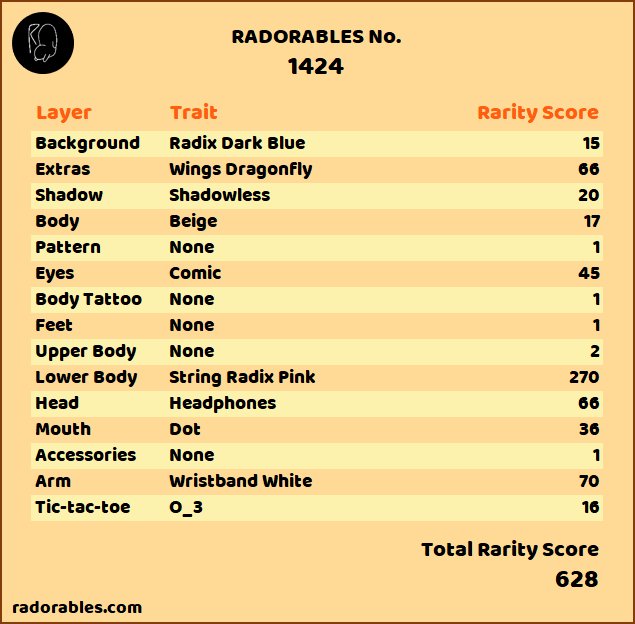 RADORABLES No.
1424
Layer Trait Rarity Score
Background Radix Dark Blue 15
Extras Wings Dragonfly 66
Shadow Shadowless 20
Body Beige 17
Pattern None 1
Eyes Comic 45
Body Tattoo None 1
Feet None 1
Upper Body None 2
Lower Body String Radix Pink 270
Head Headphones 66
Mouth Dot 36
Accessories None 1
Arm Wristband White 70
Tic-tac-toe O_3 16
Total Rarity Score
628
radorables.com